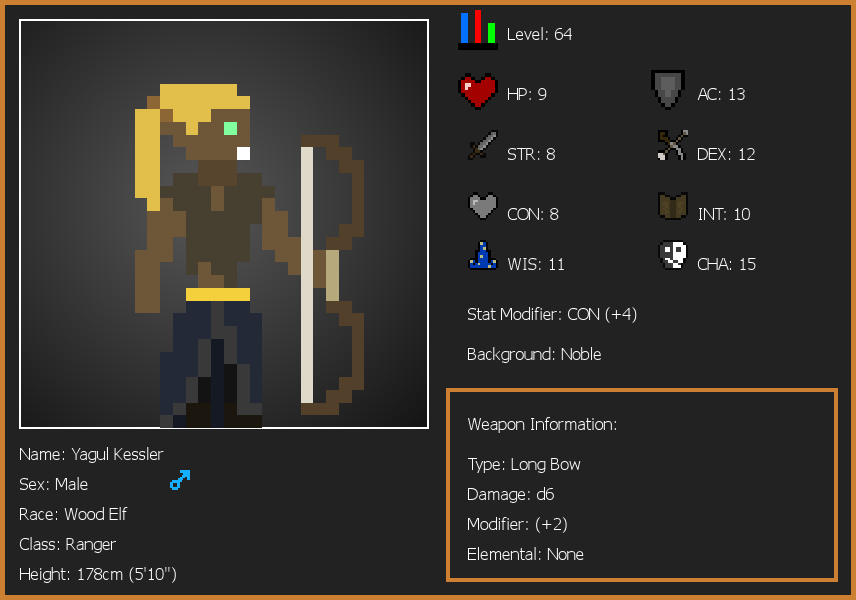 Level: 64
HP: 9
AC: 13
STR: 8
DEX: 12
CON: 8
INT: 10
WIS: 11
CHA: 15
Stat Modifier: CON (+4)
Background: Noble
Weapon Information:
Type: Long Bow
Damage: d6
Modifier: (+2)
Elemental: None
Name: Yagul Kessler
Sex: Male
Race: Wood Elf
Class: Ranger
Height: 178cm (5'10")